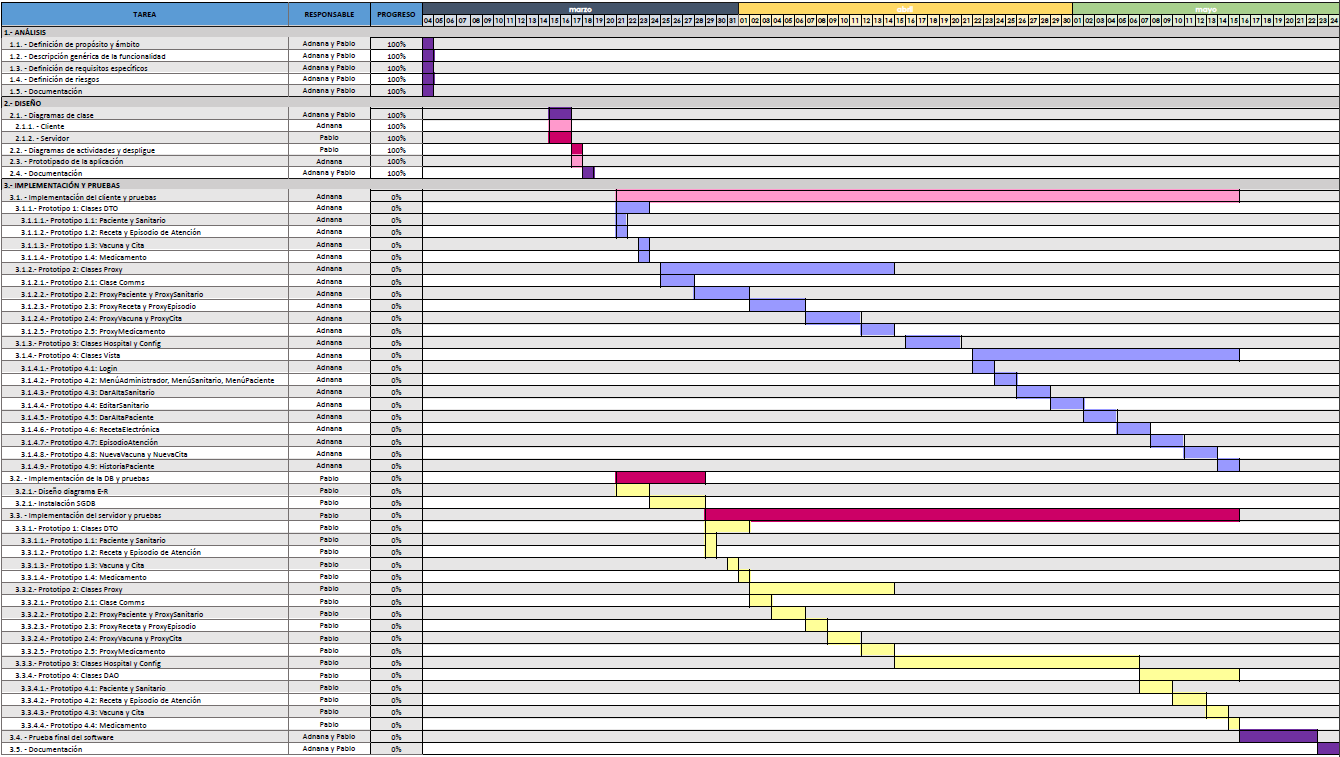 TAREA RESPONSABLE PROGRESO marzo abril mayo
04 05 06 07 08 09 10 11 12 13 14 15 16 17 18 19 20 21 22 23 24 25 26 27 28 29 30 31 01 02 03 04 05 06 07 08 09 10 11 12 13 14 15 16 17 18 19 20 21 22 23 24 25 26 27 28 29 30 01 02 03 04 05 06 07 08 09 10 11 12 13 14 15 16 17 18 19 20 21 22 23 24
1.- ANÁLISIS
1.1. - Definición de propósito y ámbito Adnana y Pablo 100%
1.2. - Descripción genérica de la funcionalidad Adnana y Pablo 100%
1.3. - Definición de requisitos específicos Adnana y Pablo 100%
1.4. - Definición de riesgos Adnana y Pablo 100%
1.5. - Documentación Adnana y Pablo 100%
2.- DISEÑO
2.1. - Diagramas de clase Adnana y Pablo 100%
2.1.1. - Cliente Adnana 100%
2.1.2. - Servidor Pablo 100%
2.2. - Diagramas de actividades y despligue Pablo 100%
2.3. - Prototipado de la aplicación Adnana 100%
2.4. - Documentación Adnana y Pablo 100%
3.- IMPLEMENTACIÓN Y PRUEBAS
3.1. - Implementación del cliente y pruebas Adnana 0%
3.1.1.- Prototipo 1: Clases DTO Adnana 0%
3.1.1.1.- Prototipo 1.1: Paciente y Sanitario Adnana 0%
3.1.1.2.- Prototipo 1.2: Receta y Episodio de Atención Adnana 0%
3.1.1.3.- Prototipo 1.3: Vacuna y Cita Adnana 0%
3.1.1.4.- Prototipo 1.4: Medicamento Adnana 0%
3.1.2.- Prototipo 2: Clases Proxy Adnana 0%
3.1.2.1.- Prototipo 2.1: Clase Comms Adnana 0%
3.1.2.2.- Prototipo 2.2: ProxyPaciente y ProxySanitario Adnana 0%
3.1.2.3.- Prototipo 2.3: ProxyReceta y ProxyEpisodio Adnana 0%
3.1.2.4.- Prototipo 2.4: ProxyVacuna y ProxyCita Adnana 0%
3.1.2.5.- Prototipo 2.5: ProxyMedicamento Adnana 0%
3.1.3.- Prototipo 3: Clases Hospital y Config Adnana 0%
3.1.4.- Prototipo 4: Clases Vista Adnana 0%
3.1.4.1.- Prototipo 4.1: Login Adnana 0%
3.1.4.2.- Prototipo 4.2: MenúAdministrador, MenúSanitario, MenúPaciente Adnana 0%
3.1.4.3.- Prototipo 4.3: DarAltaSanitario Adnana 0%
3.1.4.4.- Prototipo 4.4: EditarSanitario Adnana 0%
3.1.4.5.- Prototipo 4.5: DarAltaPaciente Adnana 0%
3.1.4.6.- Prototipo 4.6: RecetaElectrónica Adnana 0%
3.1.4.7.- Prototipo 4.7: EpisodioAtención Adnana 0%
3.1.4.8.- Prototipo 4.8: NuevaVacuna y NuevaCita Adnana 0%
3.1.4.9.- Prototipo 4.9: HistoriaPaciente Adnana 0%
3.2. - Implementación de la DB y pruebas Pablo 0%
3.2.1.- Diseño diagrama E-R Pablo 0%
3.2.1.- Instalación SGDB Pablo 0%
3.3. - Implementación del servidor y pruebas Pablo 0%
3.3.1.- Prototipo 1: Clases DTO Pablo 0%
3.3.1.1.- Prototipo 1.1: Paciente y Sanitario Pablo 0%
3.3.1.2.- Prototipo 1.2: Receta y Episodio de Atención Pablo 0%
3.3.1.3.- Prototipo 1.3: Vacuna y Cita Pablo 0%
3.3.1.4.- Prototipo 1.4: Medicamento Pablo 0%
3.3.2.- Prototipo 2: Clases Proxy Pablo 0%
3.3.2.1.- Prototipo 2.1: Clase Comms Pablo 0%
3.3.2.2.- Prototipo 2.2: ProxyPaciente y ProxySanitario Pablo 0%
3.3.2.3.- Prototipo 2.3: ProxyReceta y ProxyEpisodio Pablo 0%
3.3.2.4.- Prototipo 2.4: ProxyVacuna y ProxyCita Pablo 0%
3.3.2.5.- Prototipo 2.5: ProxyMedicamento Pablo 0%
3.3.3.- Prototipo 3: Clases Hospital y Config Pablo 0%
3.3.4.- Prototipo 4: Clases DAO Pablo 0%
3.3.4.1.- Prototipo 4.1: Paciente y Sanitario Pablo 0%
3.3.4.2.- Prototipo 4.2: Receta y Episodio de Atención Pablo 0%
3.3.4.3.- Prototipo 4.3: Vacuna y Cita Pablo 0%
3.3.4.4.- Prototipo 4.4: Medicamento Pablo 0%
3.4. - Prueba final del software Adnana y Pablo 0%
3.5. - Documentación Adnana y Pablo 0%